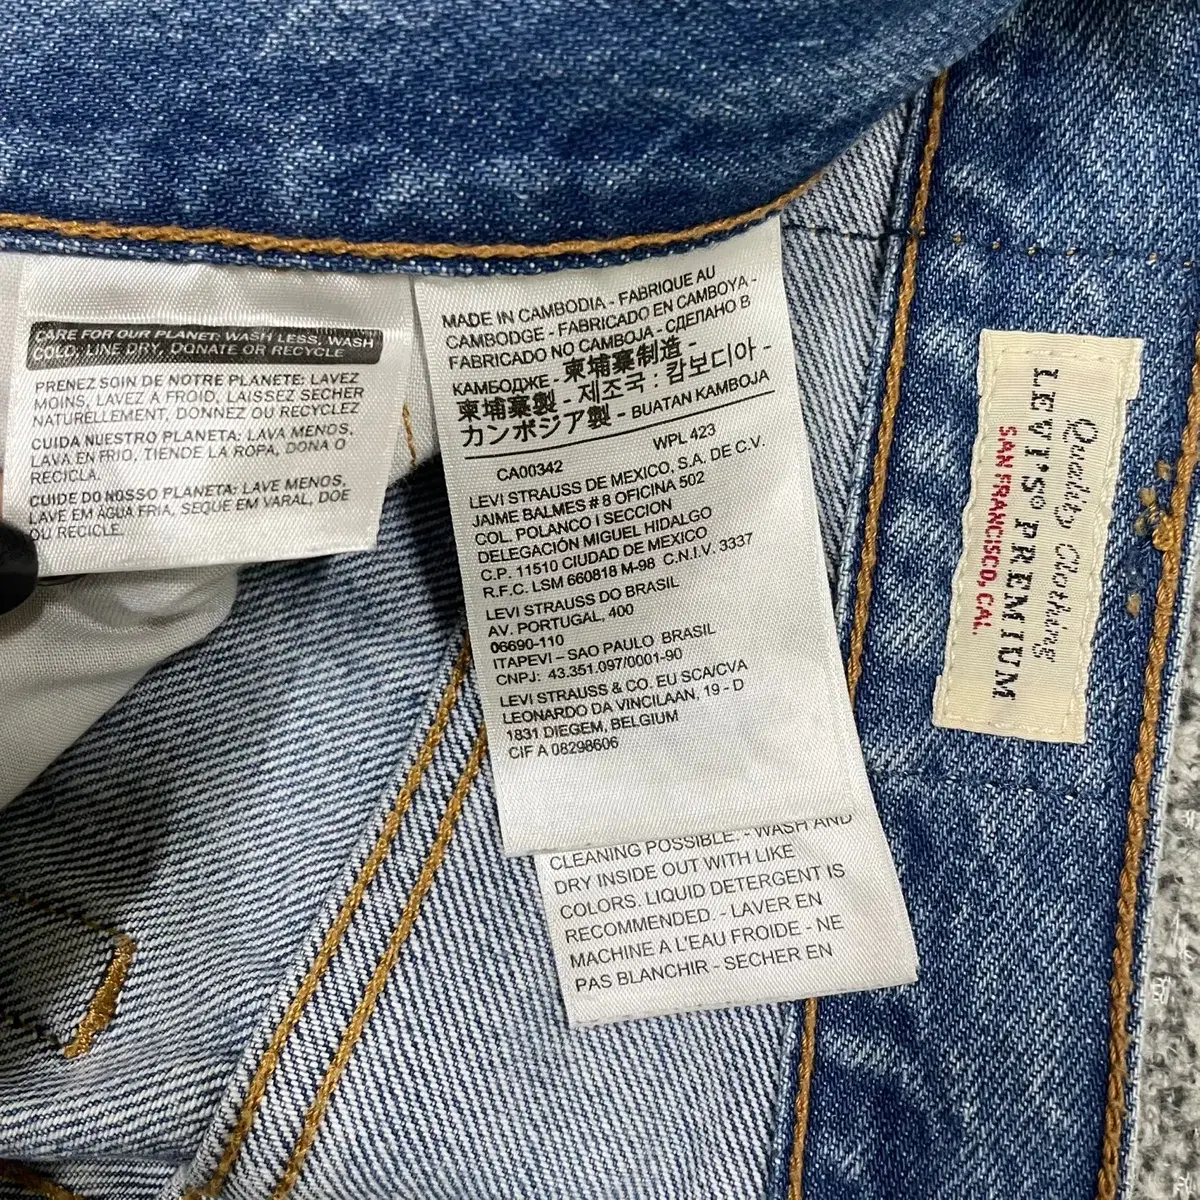 CARE FOR OUR PLANET: WASH LESS, WASH
COLD, LINE DRY, DONATE OR RECYCLE
PRENEZ SOIN DE NOTRE PLANETE: LAVEZ
MOINS, LAVEZ A FROID, LAISSEZ SECHER
NATURELLEMENT, DONNEZ OU RECYCLEZ
CUIDA NUESTRO PLANETA: LAVA MENOS,
LAVA EN FRIO, TIENDE LA ROPA, DONA O
RECICLA.
CUIDE DO NOSSO PLANETA: LAVE MENOS,
LAVE EM ÁGUA FRIA, SEQUE EM VARAL, DOE
OU RECICLE.
MADE IN CAMBODIA - FABRIQUE AU
CAMBODGE - FABRICADO EN CAMBOYA -
FABRICADO NO CAMBOJA - СДЕЛАНО В
КАМБОДЖЕ - 柬埔寨制造 -
柬埔寨製 - 제조국 : 캄보디아 -
カンボジア製 - BUATAN KAMBOJA
CA00342 WPL 423
LEVI STRAUSS DE MEXICO, S.A. DE C.V.
JAIME BALMES # 8 OFICINA 502
COL. POLANCO I SECCION
DELEGACIÓN MIGUEL HIDALGO
C.P. 11510 CIUDAD DE MEXICO
R.F.C. LSM 660818 M-98 C.N.I.V. 3337
LEVI STRAUSS DO BRASIL
AV. PORTUGAL, 400
06690-110
ITAPEVI – SAO PAULO BRASIL
CNPJ: 43.351.097/0001-90
LEVI STRAUSS & CO. EU SCA/CVA
LEONARDO DA VINCILAAN, 19 - D
1831 DIEGEM, BELGIUM
CIF A 08298606
CLEANING POSSIBLE. - WASH AND
DRY INSIDE OUT WITH LIKE
COLORS. LIQUID DETERGENT IS
RECOMMENDED. - LAVER EN
MACHINE A L'EAU FROIDE - NE
PAS BLANCHIR - SECHER EN
Quality Clothing
LEVI'S® PREMIUM
SAN FRANCISCO, CAL.